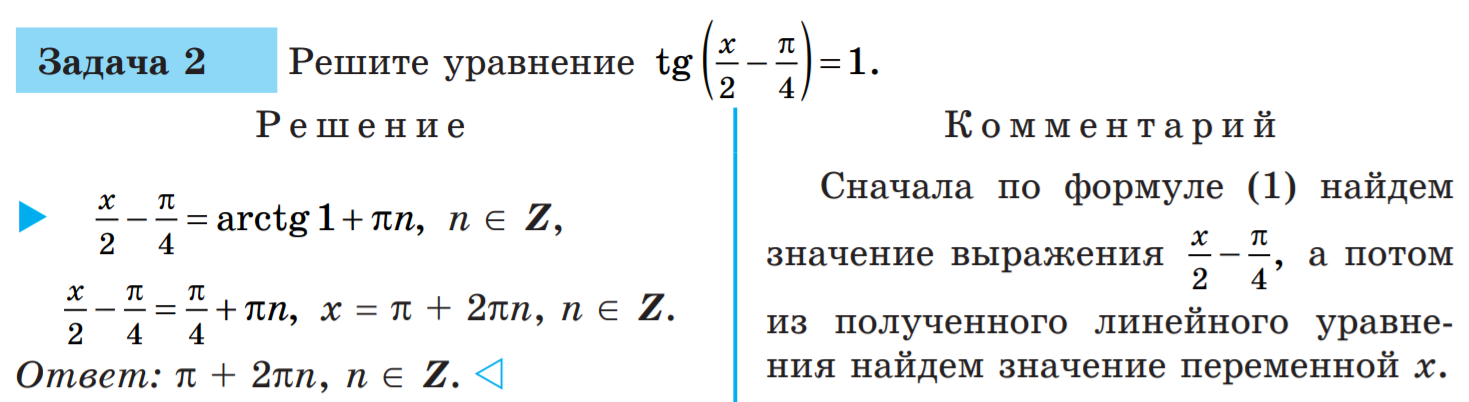 Задача 2 Решите уравнение tg(x/2 − π/4) = 1.
Решение
x/2 − π/4 = arctg 1 + πn, n ∈ Z,
x/2 − π/4 = π/4 + πn, x = π + 2πn, n ∈ Z.
Ответ: π + 2πn, n ∈ Z.
Комментарий
Сначала по формуле (1) найдем
значение выражения x/2 − π/4, а потом
из полученного линейного уравне-
ния найдем значение переменной x.